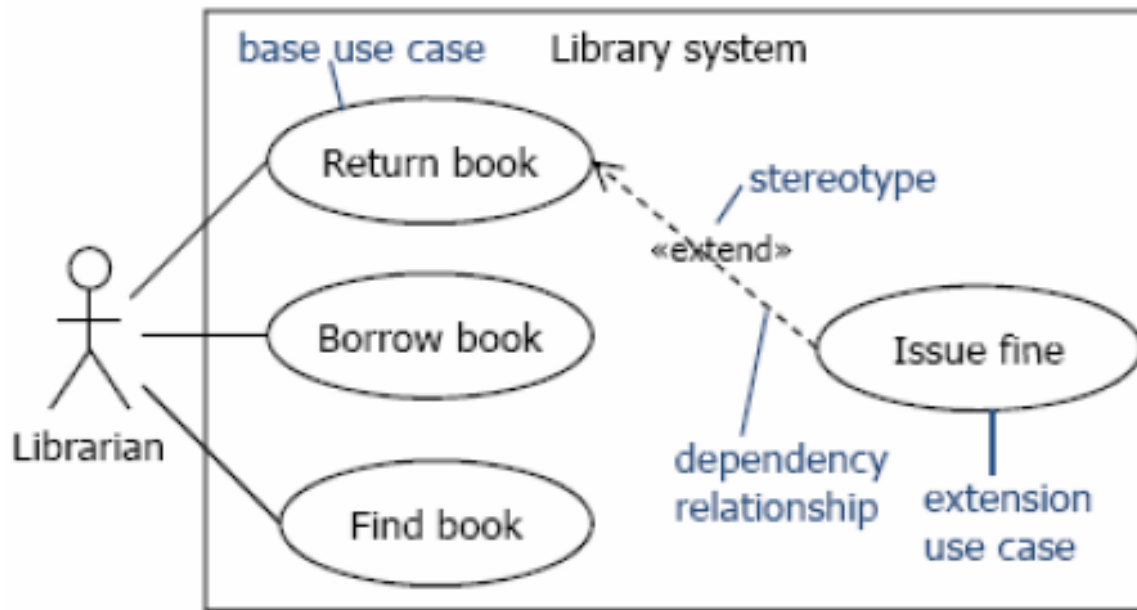 base use case
Library system
Return book
stereotype
«extend»
Borrow book
Issue fine
Librarian
dependency
relationship
extension
use case
Find book